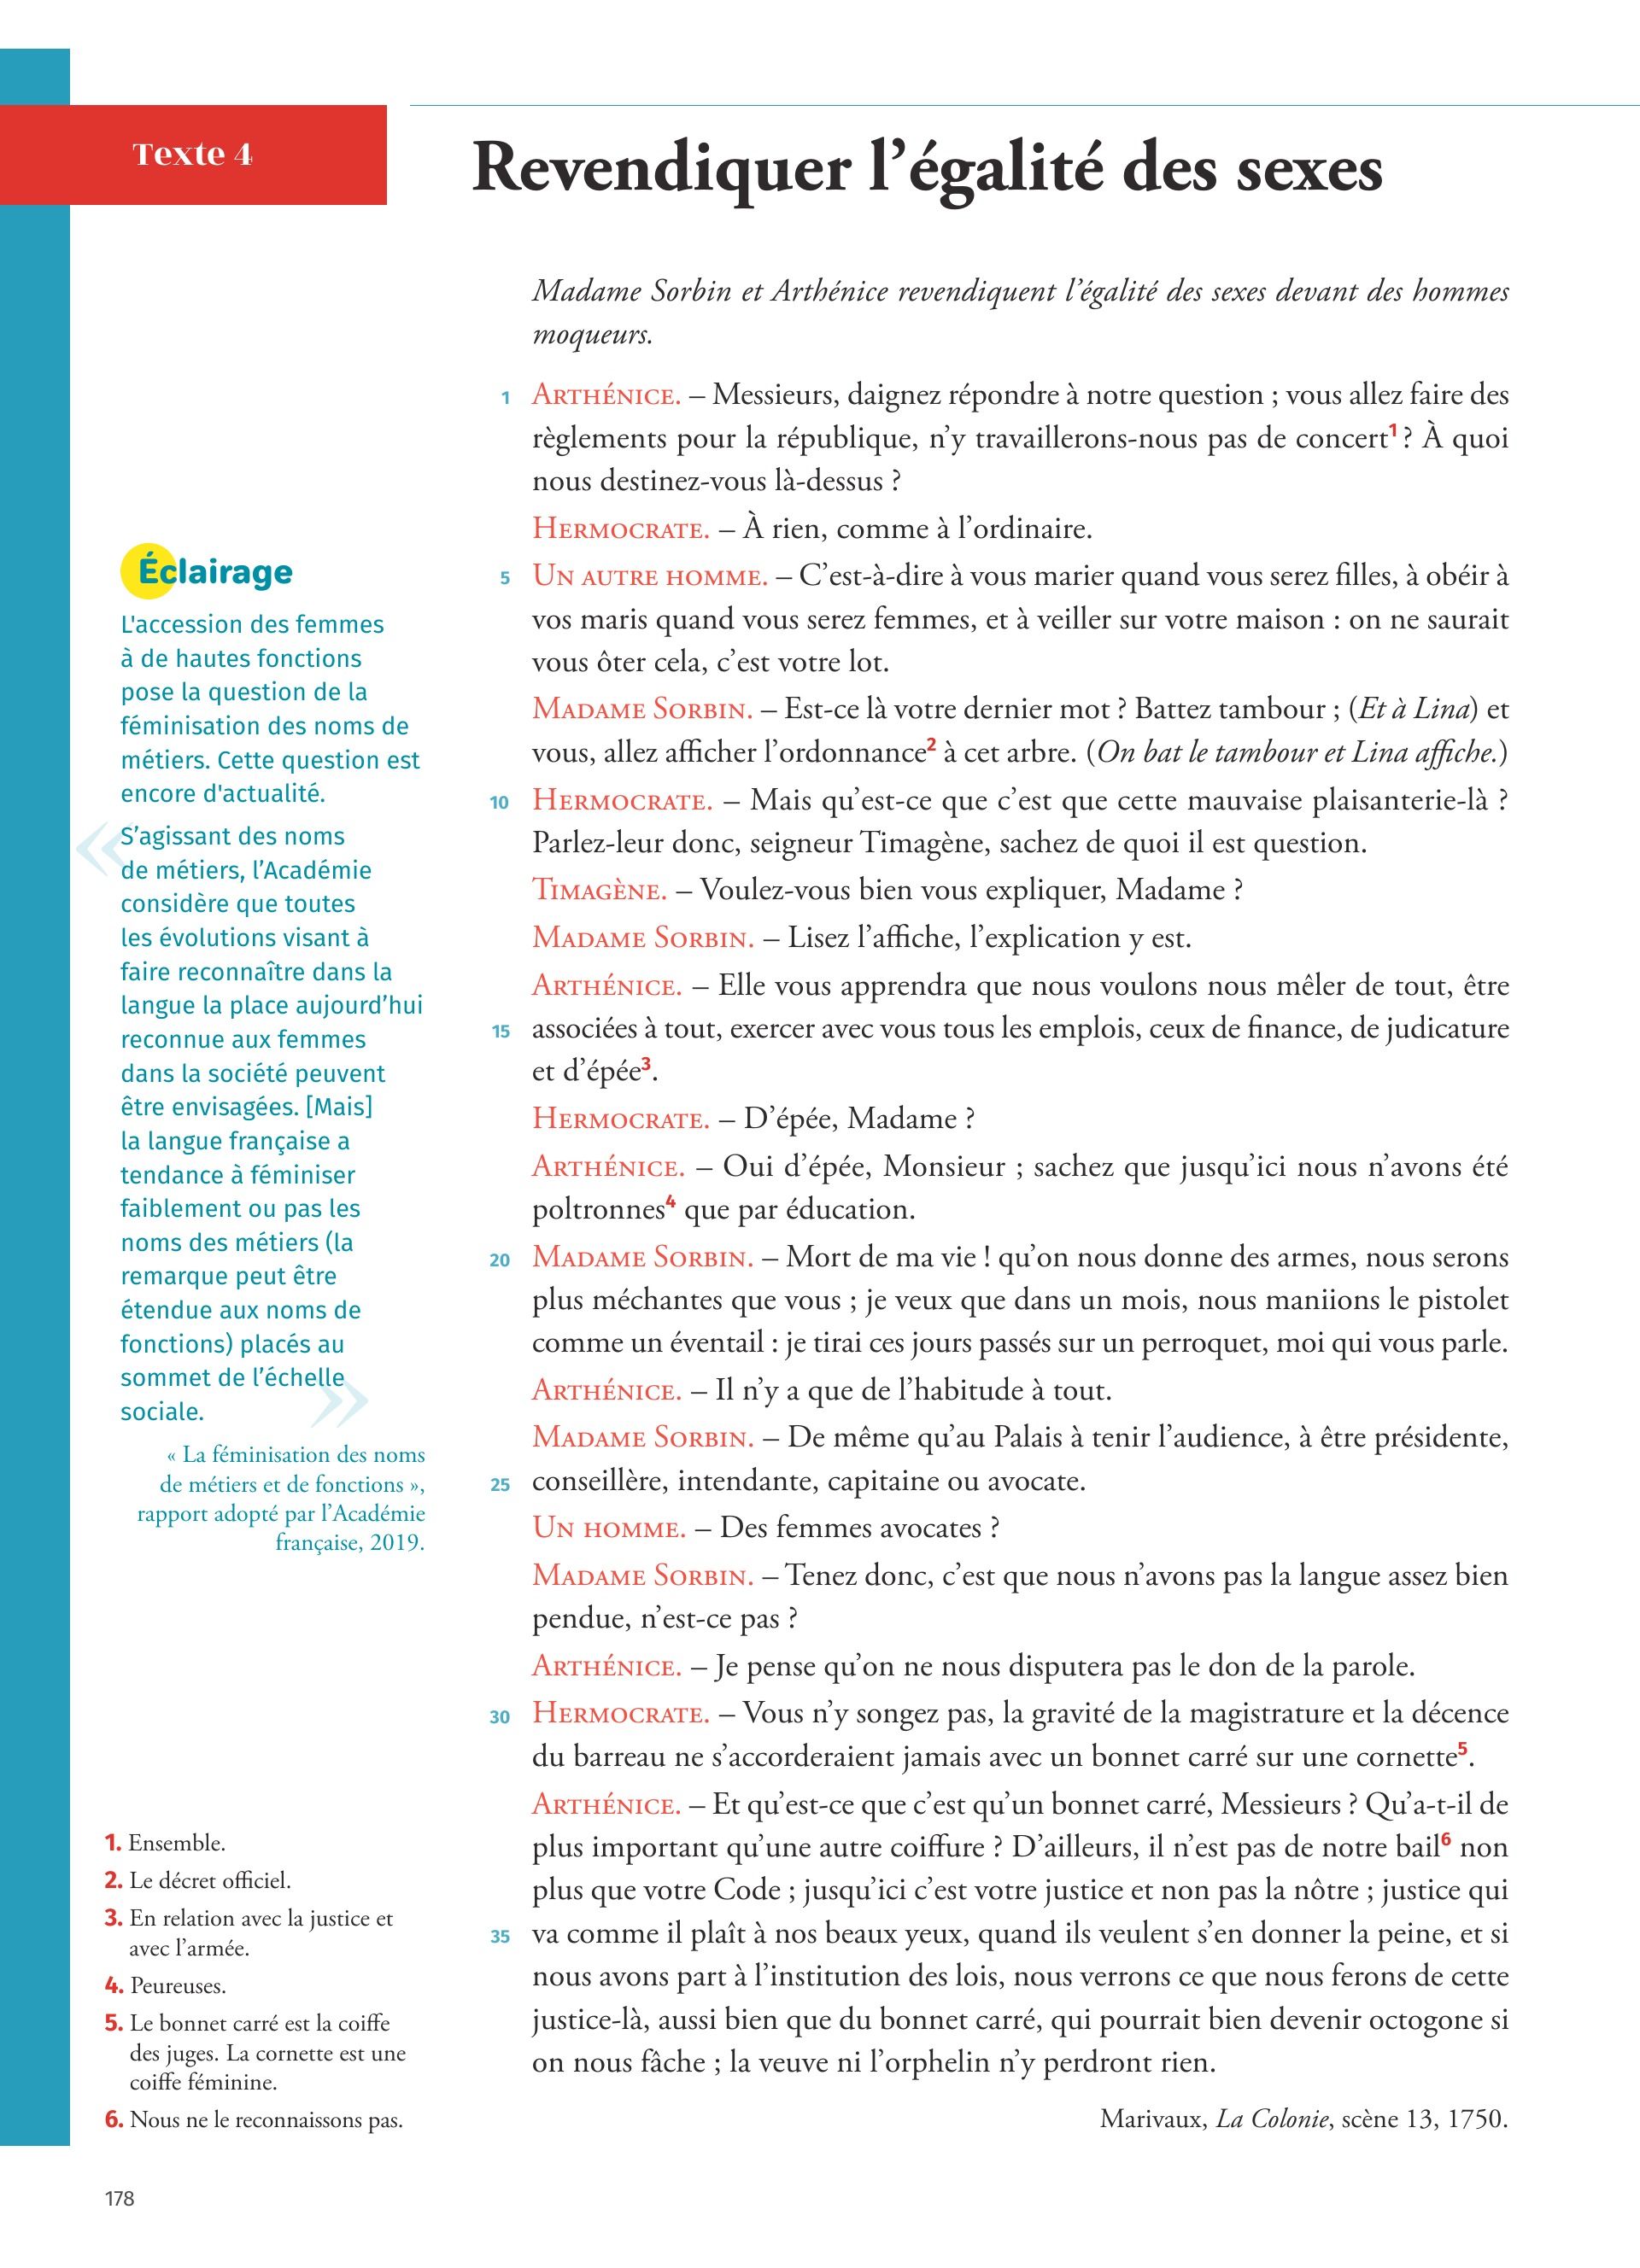 Texte 4
Revendiquer l’égalité des sexes
Madame Sorbin et Arthénice revendiquent l’égalité des sexes devant des hommes
moqueurs.
1 Arthénice. – Messieurs, daignez répondre à notre question ; vous allez faire des
règlements pour la république, n’y travaillerons-nous pas de concert1 ? À quoi
nous destinez-vous là-dessus ?
Hermocrate. – À rien, comme à l’ordinaire.
5 Un autre homme. – C’est-à-dire à vous marier quand vous serez filles, à obéir à
vos maris quand vous serez femmes, et à veiller sur votre maison : on ne saurait
vous ôter cela, c’est votre lot.
Madame Sorbin. – Est-ce là votre dernier mot ? Battez tambour ; (Et à Lina) et
vous, allez afficher l’ordonnance2 à cet arbre. (On bat le tambour et Lina affiche.)
10 Hermocrate. – Mais qu’est-ce que c’est que cette mauvaise plaisanterie-là ?
Parlez-leur donc, seigneur Timagène, sachez de quoi il est question.
Timagène. – Voulez-vous bien vous expliquer, Madame ?
Madame Sorbin. – Lisez l’affiche, l’explication y est.
Arthénice. – Elle vous apprendra que nous voulons nous mêler de tout, être
15 associées à tout, exercer avec vous tous les emplois, ceux de finance, de judicature
et d’épée3.
Hermocrate. – D’épée, Madame ?
Arthénice. – Oui d’épée, Monsieur ; sachez que jusqu’ici nous n’avons été
poltronnes4 que par éducation.
20 Madame Sorbin. – Mort de ma vie ! qu’on nous donne des armes, nous serons
plus méchantes que vous ; je veux que dans un mois, nous maniions le pistolet
comme un éventail : je tirai ces jours passés sur un perroquet, moi qui vous parle.
Arthénice. – Il n’y a que de l’habitude à tout.
Madame Sorbin. – De même qu’au Palais à tenir l’audience, à être présidente,
25 conseillère, intendante, capitaine ou avocate.
Un homme. – Des femmes avocates ?
Madame Sorbin. – Tenez donc, c’est que nous n’avons pas la langue assez bien
pendue, n’est-ce pas ?
Arthénice. – Je pense qu’on ne nous disputera pas le don de la parole.
30 Hermocrate. – Vous n’y songez pas, la gravité de la magistrature et la décence
du barreau ne s’accorderaient jamais avec un bonnet carré sur une cornette5.
Arthénice. – Et qu’est-ce que c’est qu’un bonnet carré, Messieurs ? Qu’a-t-il de
plus important qu’une autre coiffure ? D’ailleurs, il n’est pas de notre bail6 non
plus que votre Code ; jusqu’ici c’est votre justice et non pas la nôtre ; justice qui
35 va comme il plaît à nos beaux yeux, quand ils veulent s’en donner la peine, et si
nous avons part à l’institution des lois, nous verrons ce que nous ferons de cette
justice-là, aussi bien que du bonnet carré, qui pourrait bien devenir octogone si
on nous fâche ; la veuve ni l’orphelin n’y perdront rien.
Marivaux, La Colonie, scène 13, 1750.
Éclairage
L'accession des femmes
à de hautes fonctions
pose la question de la
féminisation des noms de
métiers. Cette question est
encore d'actualité.
« S’agissant des noms
de métiers, l’Académie
considère que toutes
les évolutions visant à
faire reconnaître dans la
langue la place aujourd’hui
reconnue aux femmes
dans la société peuvent
être envisagées. [Mais]
la langue française a
tendance à féminiser
faiblement ou pas les
noms des métiers (la
remarque peut être
étendue aux noms de
fonctions) placés au
sommet de l’échelle
sociale. »
« La féminisation des noms
de métiers et de fonctions »,
rapport adopté par l’Académie
française, 2019.
1. Ensemble.
2. Le décret officiel.
3. En relation avec la justice et
avec l’armée.
4. Peureuses.
5. Le bonnet carré est la coiffe
des juges. La cornette est une
coiffe féminine.
6. Nous ne le reconnaissons pas.
178